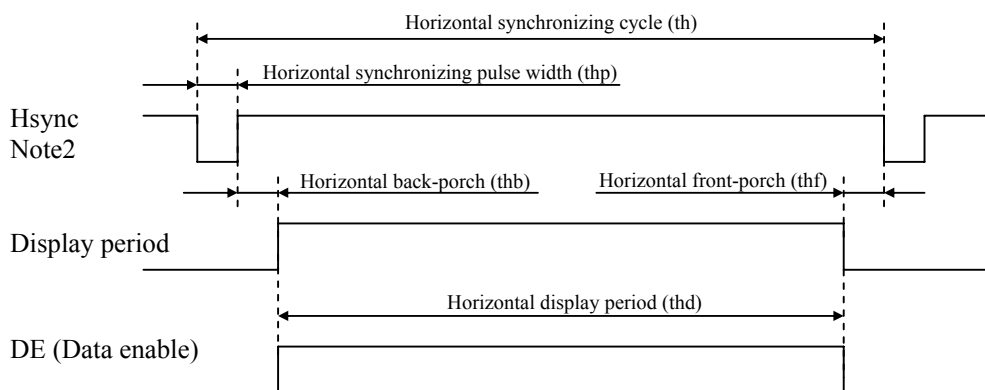 Horizontal synchronizing cycle (th)
Horizontal synchronizing pulse width (thp)
Hsync
Note2
Horizontal back-porch (thb)
Horizontal front-porch (thf)
Display period
Horizontal display period (thd)
DE (Data enable)